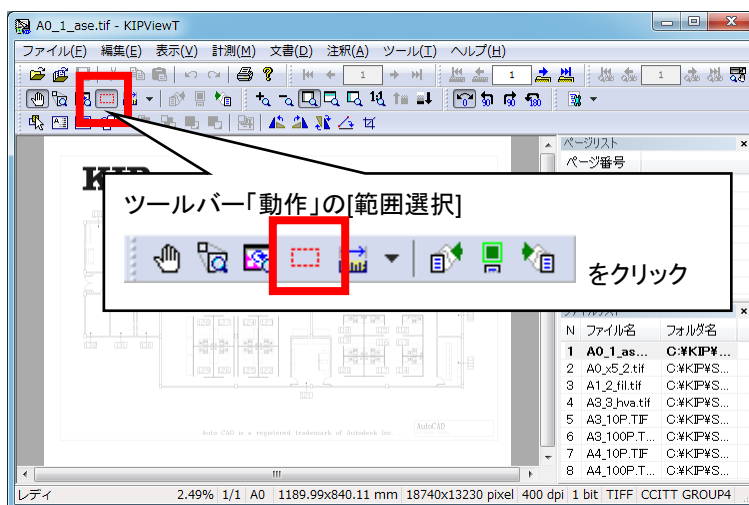 A0_1_ase.tif - KIPViewT
ファイル(F) 編集(E) 表示(V) 計測(M) 文書(D) 注釈(A) ツール(T) ヘルプ(H)
1
1
1
ページリスト
ページ番号
ツールバー「動作」の[範囲選択]
をクリック
N ファイル名 フォルダ名
1 A0_1_as... C:¥KIP¥...
2 A0_x5_2.tif C:¥KIP¥S...
3 A1_2_fil.tif C:¥KIP¥S...
4 A3_3_hva.tif C:¥KIP¥S...
5 A3_10P.TIF C:¥KIP¥S...
6 A3_100P.T... C:¥KIP¥S...
7 A4_10P.TIF C:¥KIP¥S...
8 A4_100P.T... C:¥KIP¥S...
AutoCAD
Auto CAD is a registered trademark of Autodesk Inc.
レディ 2.49% 1/1 A0 1189.99x840.11 mm 18740x13230 pixel 400 dpi 1 bit TIFF CCITT GROUP4